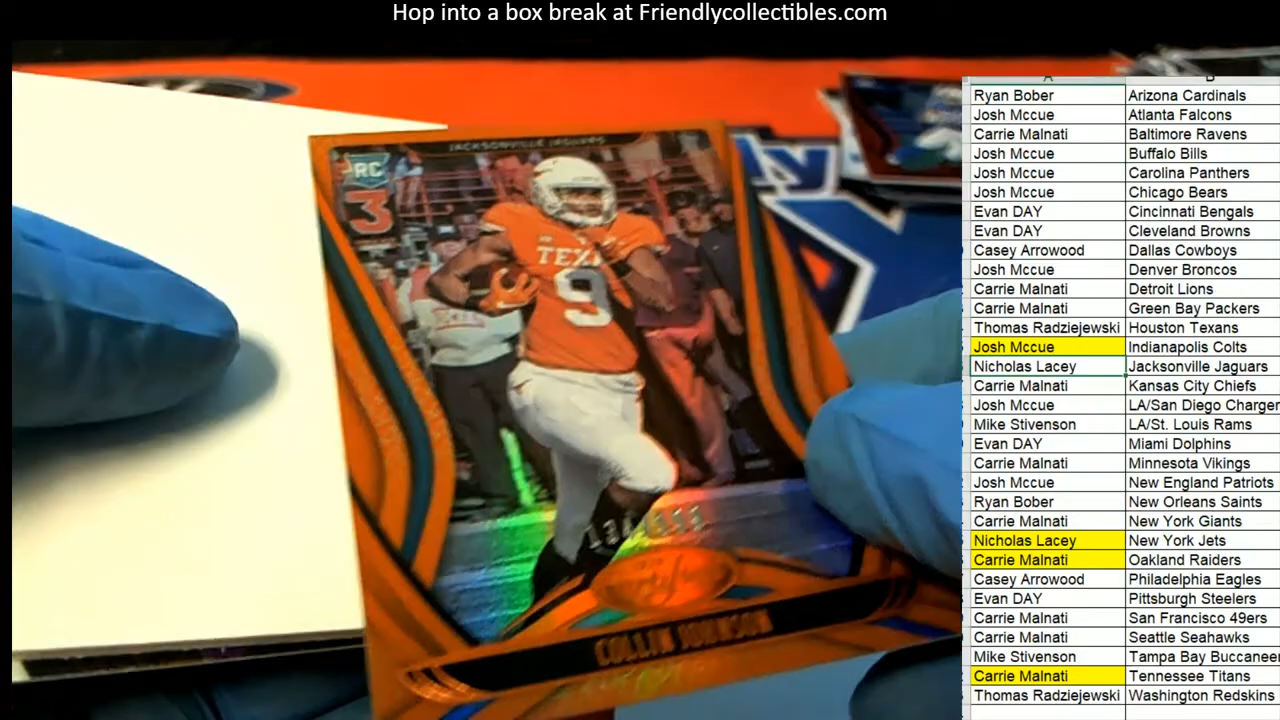 Hop into a box break at Friendlycollectibles.com
JACKSONVILLE JAGUARS
RC
3
TEXAS
9
COLLIN JOHNSON
Ryan Bober Arizona Cardinals
Josh Mccue Atlanta Falcons
Carrie Malnati Baltimore Ravens
Josh Mccue Buffalo Bills
Josh Mccue Carolina Panthers
Josh Mccue Chicago Bears
Evan DAY Cincinnati Bengals
Evan DAY Cleveland Browns
Casey Arrowood Dallas Cowboys
Josh Mccue Denver Broncos
Carrie Malnati Detroit Lions
Carrie Malnati Green Bay Packers
Thomas Radziejewski Houston Texans
Josh Mccue Indianapolis Colts
Nicholas Lacey Jacksonville Jaguars
Carrie Malnati Kansas City Chiefs
Josh Mccue LA/San Diego Charger
Mike Stivenson LA/St. Louis Rams
Evan DAY Miami Dolphins
Carrie Malnati Minnesota Vikings
Josh Mccue New England Patriots
Ryan Bober New Orleans Saints
Carrie Malnati New York Giants
Nicholas Lacey New York Jets
Carrie Malnati Oakland Raiders
Casey Arrowood Philadelphia Eagles
Evan DAY Pittsburgh Steelers
Carrie Malnati San Francisco 49ers
Carrie Malnati Seattle Seahawks
Mike Stivenson Tampa Bay Buccaneer
Carrie Malnati Tennessee Titans
Thomas Radziejewski Washington Redskins